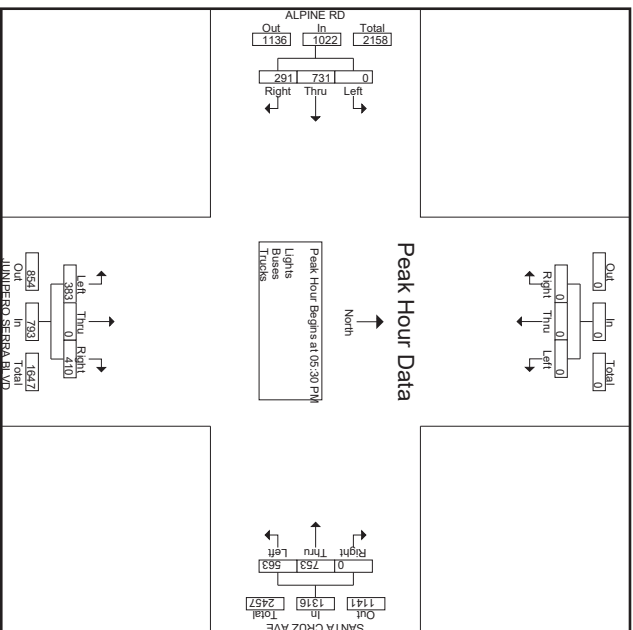 ALPINE RD
Out In Total
1136 1022 2158
291 731 0
Right Thru Left
Peak Hour Data
North
Peak Hour Begins at 05:30 PM
Lights
Buses
Trucks
Out In Total
0 0 0
0 0 0
Right Thru Left
Left Thru Right
383 0 410
854 793 1647
Out In Total
JUNIPERO SERRA BLVD
Left Thru Right
563 753 0
2457 1316 1141
Total In Out
SANTA CRUZ AVE